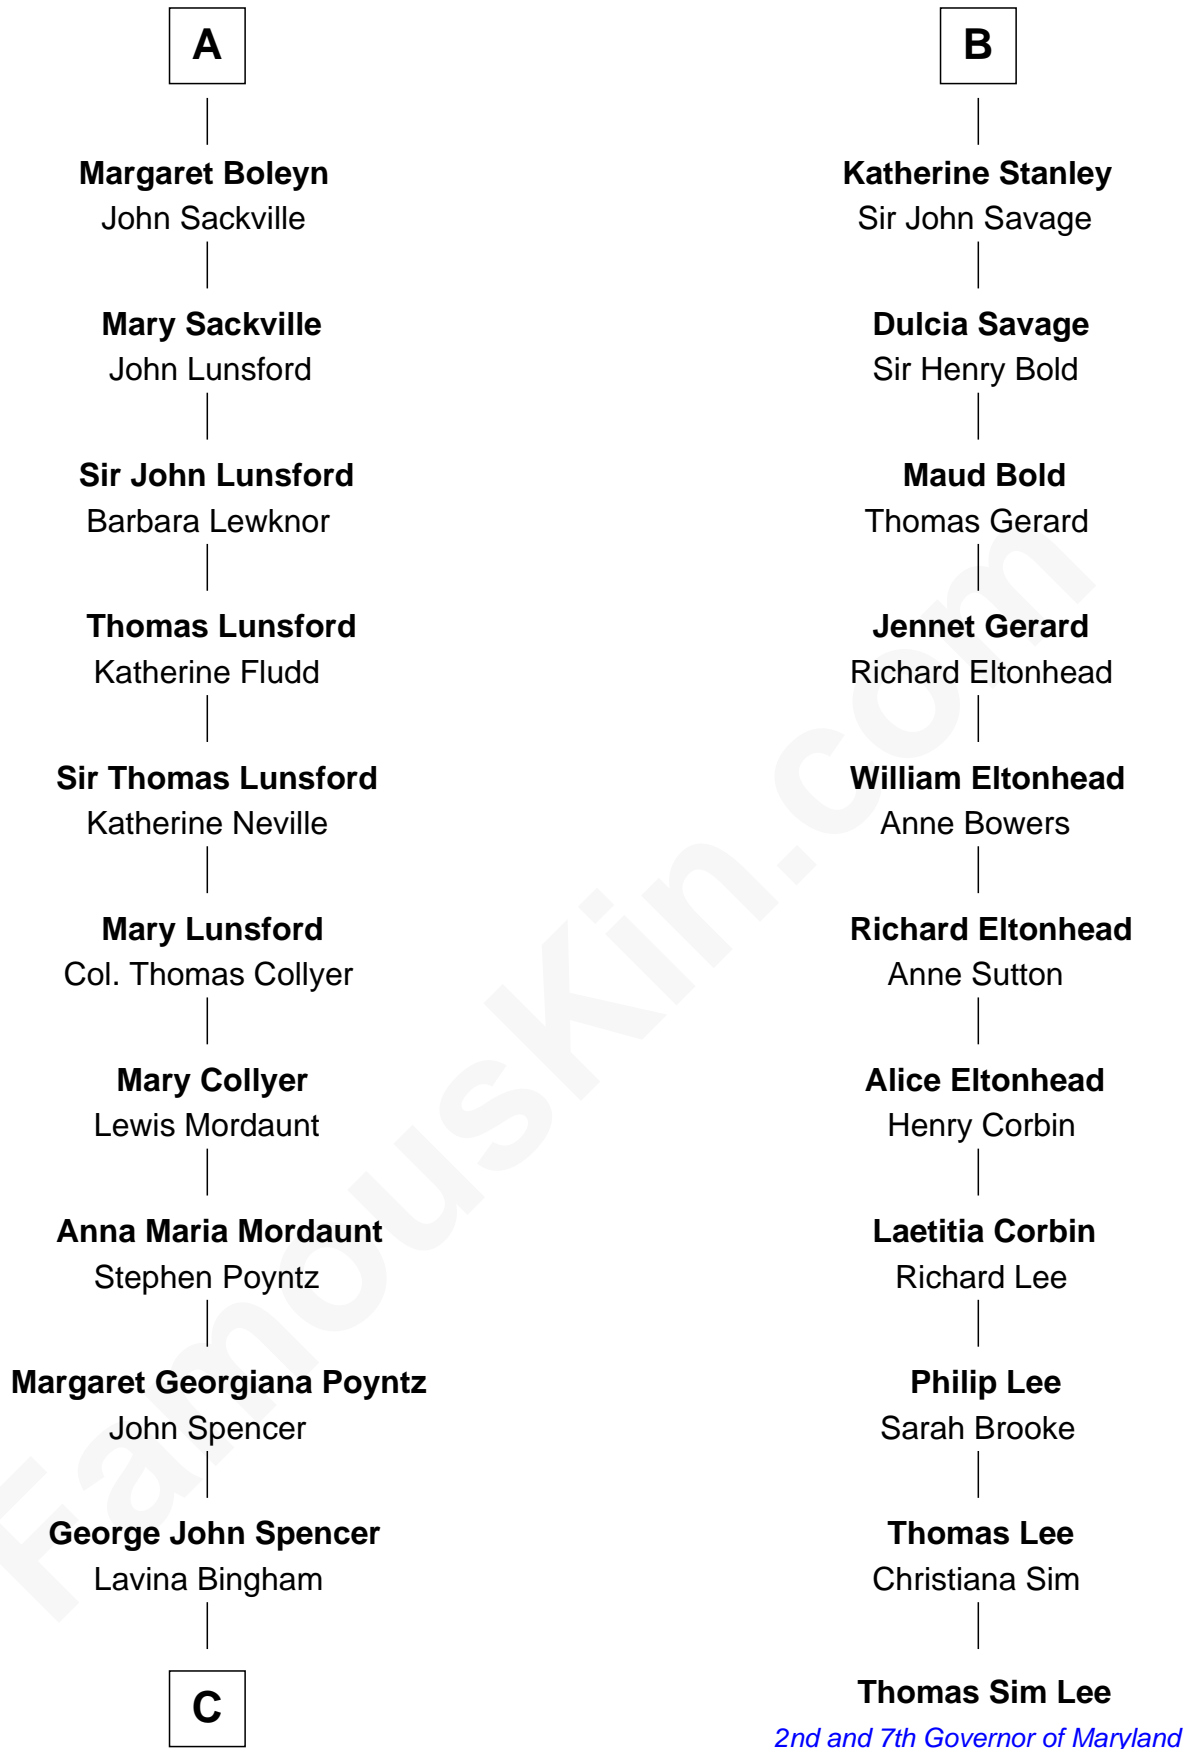 A
Margaret Boleyn
John Sackville
Mary Sackville
John Lunsford
Sir John Lunsford
Barbara Lewknor
Thomas Lunsford
Katherine Fludd
Sir Thomas Lunsford
Katherine Neville
Mary Lunsford
Col. Thomas Collyer
Mary Collyer
Lewis Mordaunt
Anna Maria Mordaunt
Stephen Poyntz
Margaret Georgiana Poyntz
John Spencer
George John Spencer
Lavina Bingham
C
B
Katherine Stanley
Sir John Savage
Dulcia Savage
Sir Henry Bold
Maud Bold
Thomas Gerard
Jennet Gerard
Richard Eltonhead
William Eltonhead
Anne Bowers
Richard Eltonhead
Anne Sutton
Alice Eltonhead
Henry Corbin
Laetitia Corbin
Richard Lee
Philip Lee
Sarah Brooke
Thomas Lee
Christiana Sim
Thomas Sim Lee
2nd and 7th Governor of Maryland
FamousKin.com